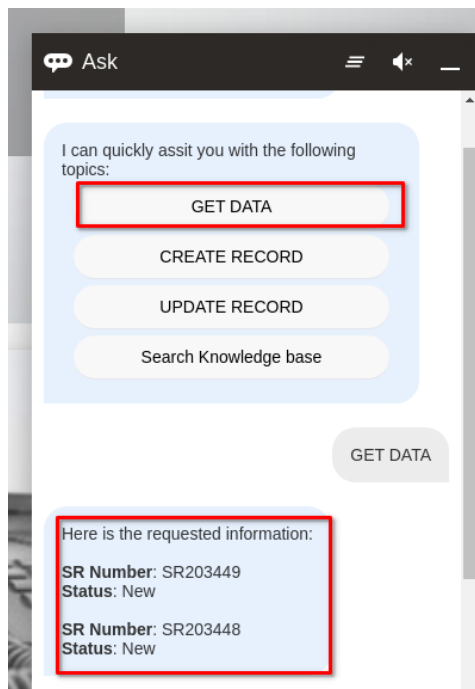 Ask
I can quickly assit you with the following
topics:
GET DATA
CREATE RECORD
UPDATE RECORD
Search Knowledge base
GET DATA
Here is the requested information:
SR Number: SR203449
Status: New
SR Number: SR203448
Status: New